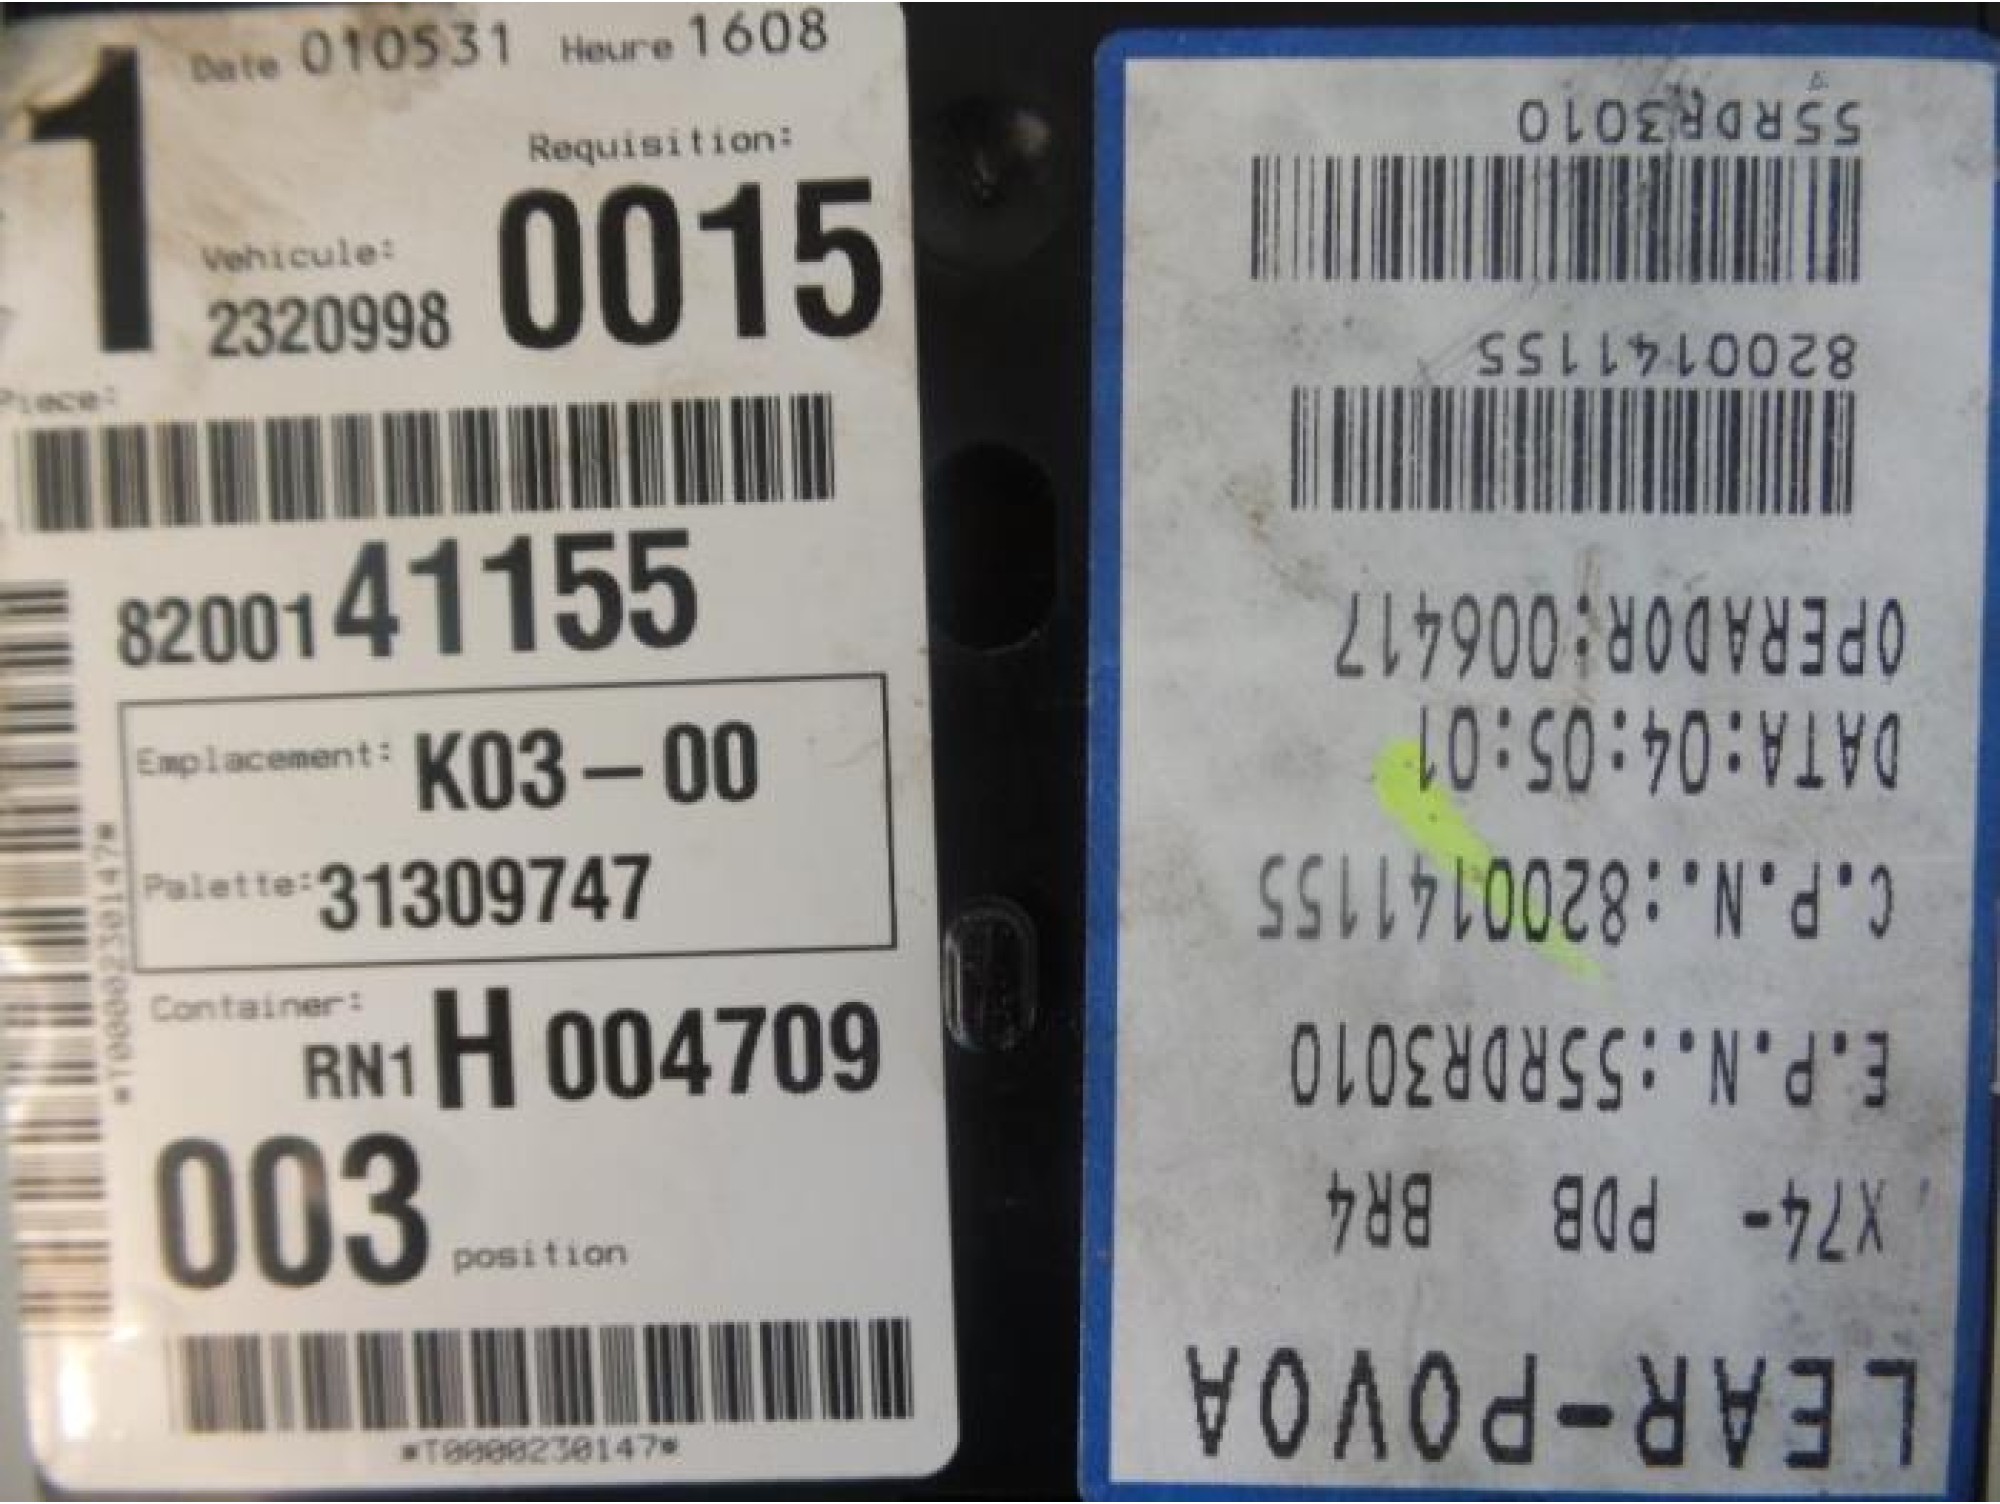 1
Date 010531 Heure 1608
Requisition:
0015
Vehicule:
2320998
Piece:
8200141155
Emplacement: K03-00
Palette: 31309747
Container:
RN1 H 004709
003 position
*T0000230147*
*T0000230147*
LEAR-POVOA
X74- PDB BR4
E.P.N.:55RDR3010
C.P.N.:8200141155
DATA:04:05:01
OPERADOR:006417
8200141155
55RDR3010